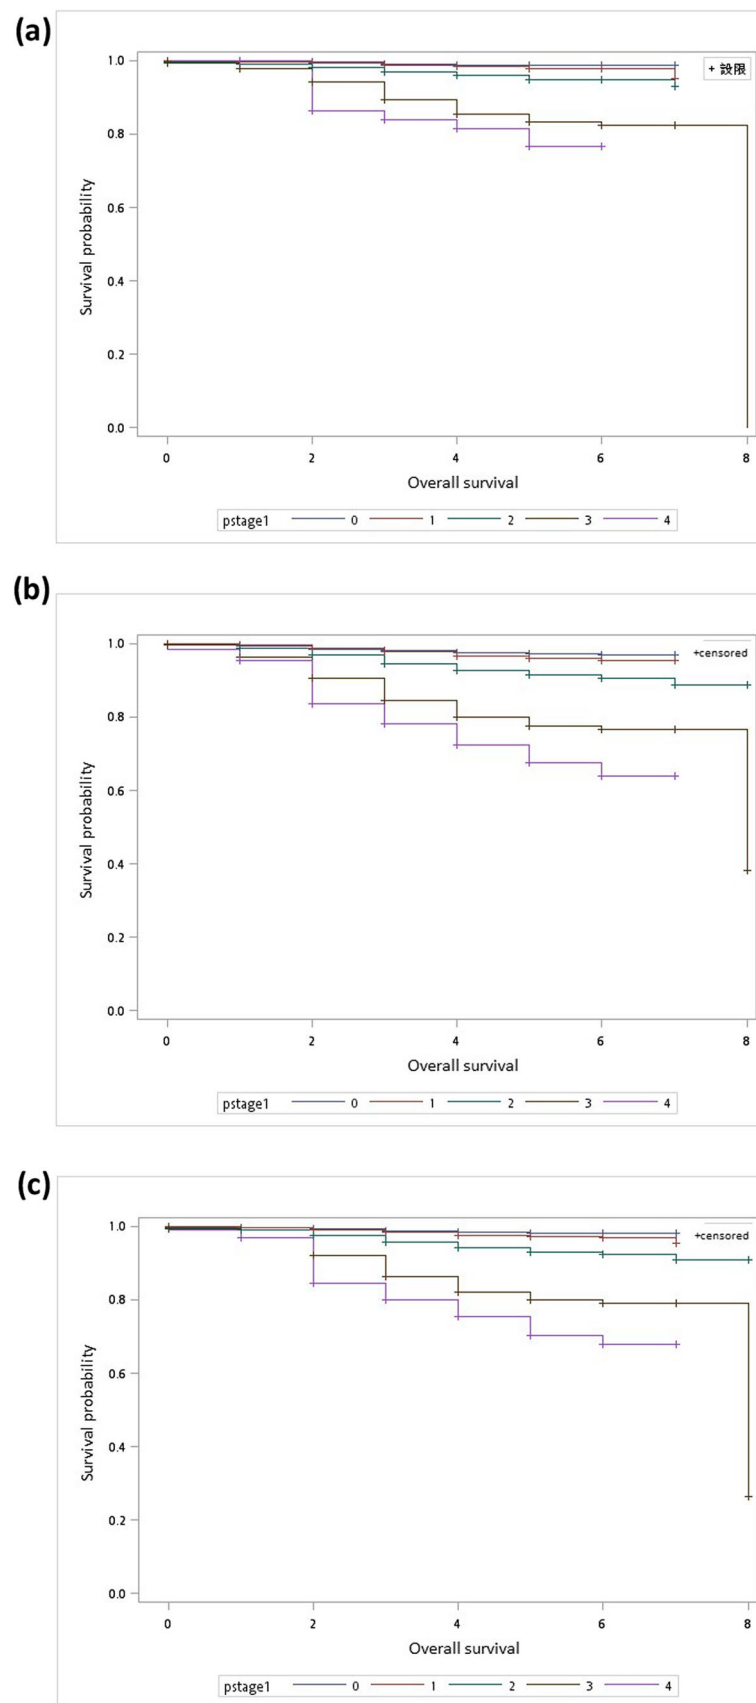 (a)
1.0
+ 設限
0.8
0.6
0.4
0.2
0.0
Survival probability
0 2 4 6 8
Overall survival
pstage1 0 1 2 3 4
(b)
1.0
+censored
0.8
0.6
0.4
0.2
0.0
Survival probability
0 2 4 6 8
Overall survival
pstage1 0 1 2 3 4
(c)
1.0
+censored
0.8
0.6
0.4
0.2
0.0
Survival probability
0 2 4 6 8
Overall survival
pstage1 0 1 2 3 4